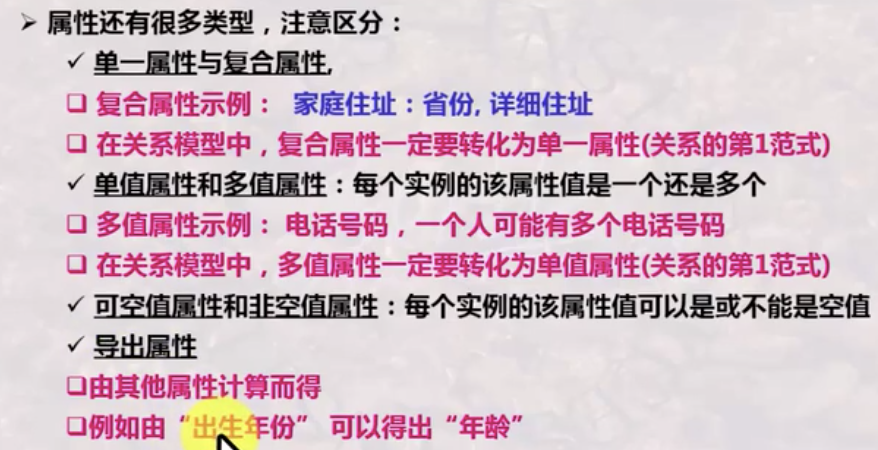 ➢ 属性还有很多类型，注意区分：
✓ 单一属性与复合属性,
❑ 复合属性示例： 家庭住址：省份, 详细住址
❑ 在关系模型中，复合属性一定要转化为单一属性(关系的第1范式)
✓ 单值属性和多值属性：每个实例的该属性值是一个还是多个
❑ 多值属性示例： 电话号码，一个人可能有多个电话号码
❑ 在关系模型中，多值属性一定要转化为单值属性(关系的第1范式)
✓ 可空值属性和非空值属性：每个实例的该属性值可以是或不能是空值
✓ 导出属性
❑由其他属性计算而得
❑例如由“出生年份” 可以得出“年龄”